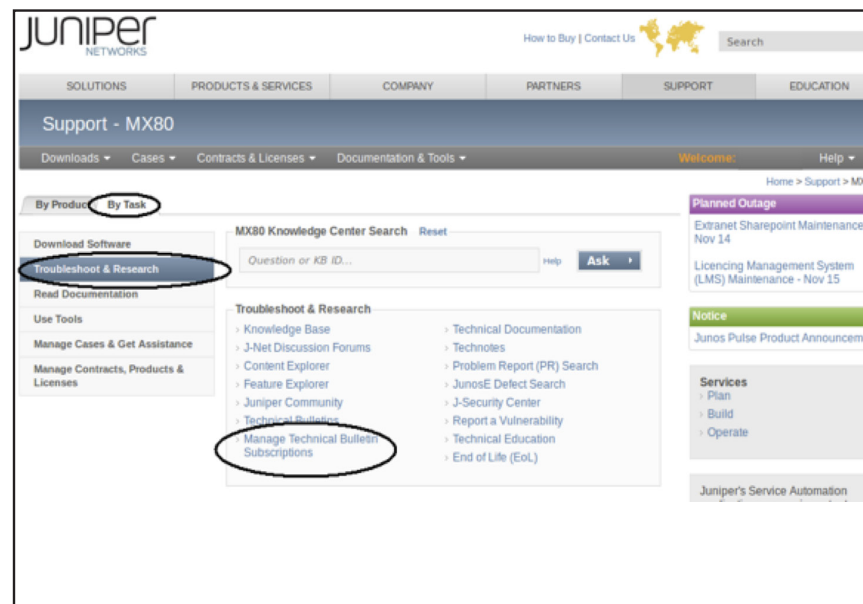 JUNIPER
NETWORKS
How to Buy | Contact Us
Search
SOLUTIONS
PRODUCTS & SERVICES
COMPANY
PARTNERS
SUPPORT
EDUCATION
Support - MX80
Downloads
Cases
Contracts & Licenses
Documentation & Tools
Welcome:
Help
Home > Support > MX
By Product
By Task
Download Software
Troubleshoot & Research
Read Documentation
Use Tools
Manage Cases & Get Assistance
Manage Contracts, Products &
Licenses
MX80 Knowledge Center Search
Reset
Question or KB ID...
Help
Ask
Troubleshoot & Research
Knowledge Base
J-Net Discussion Forums
Content Explorer
Feature Explorer
Juniper Community
Technical Bulletins
Manage Technical Bulletin
Subscriptions
Technical Documentation
Technotes
Problem Report (PR) Search
JunosE Defect Search
J-Security Center
Report a Vulnerability
Technical Education
End of Life (EoL)
Planned Outage
Extranet Sharepoint Maintenance
Nov 14
Licencing Management System
(LMS) Maintenance - Nov 15
Notice
Junos Pulse Product Announcem
Services
Plan
Build
Operate
Juniper's Service Automation